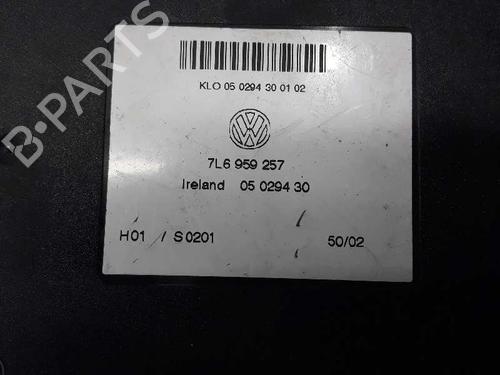 KLO 05 0294 30 01 02
7L6 959 257
Ireland 05 0294 30
H01 / S0201 50/02
B-PARTS